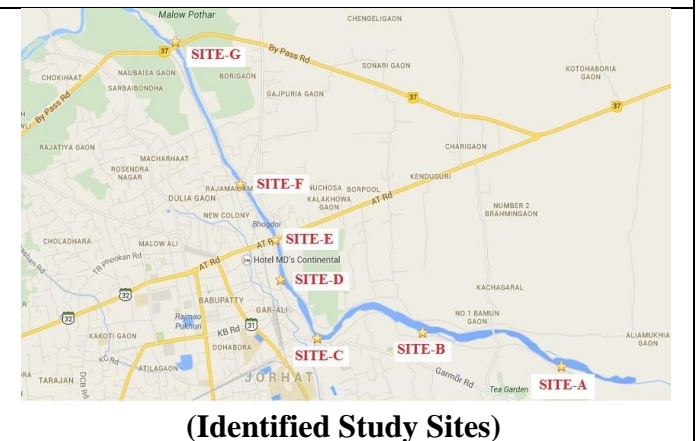 Malow Pothar
CHENGELIGAON
37
SITE-G
By Pass Rd
SONARI GAON
KOTOHABORIA
GAON
CHOKIHAAT
NAUBAISA GAON
SARBAIBONDHA
BORIGAON
GAJPURIA GAON
37
37
By Pass Rd
RAJATIYA GAON
MACHARHAAT
ROSENDRA
NAGAR
CHARIGAON
KENDUGURI
SITE-F
NUCHOSA
BORPOOL
KALAKHOWA
GAON
AT Rd
DULIA GAON
NEW COLONY
NUMBER 2
BRAHMINGAON
Bhogdoi
SITE-E
CHOLADHARA
MALOW ALI
TR Phookan Rd
AT Rd
Hotel MD's Continental
SITE-D
32
BABUPATTY
GAR-ALI
KACHAGARAL
32
Rajmao
Pukhuri
KB Rd
31
NO.1 BAMUN
GAON
KAKOTI GAON
DOHABORA
SITE-C
SITE-B
ALIAMUKHIA
GAON
ATILAGAON
TARAJAN
DCB Rd
JORHAT
Garmur Rd
Tea Garden
SITE-A
(Identified Study Sites)